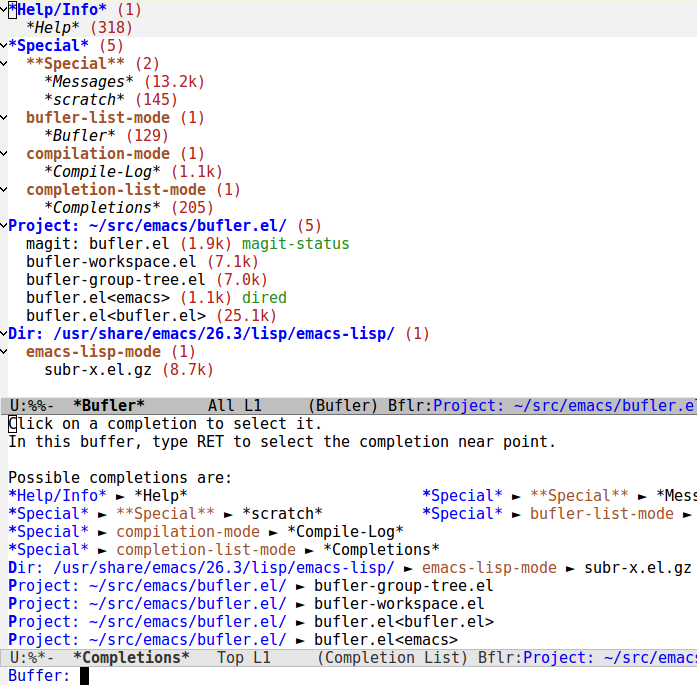 *Help/Info* (1)
*Help* (318)
*Special* (5)
**Special** (2)
*Messages* (13.2k)
*scratch* (145)
bufler-list-mode (1)
*Bufler* (129)
compilation-mode (1)
*Compile-Log* (1.1k)
completion-list-mode (1)
*Completions* (205)
Project: ~/src/emacs/bufler.el/ (5)
magit: bufler.el (1.9k) magit-status
bufler-workspace.el (7.1k)
bufler-group-tree.el (7.0k)
bufler.el<emacs> (1.1k) dired
bufler.el<bufler.el> (25.1k)
Dir: /usr/share/emacs/26.3/lisp/emacs-lisp/ (1)
emacs-lisp-mode (1)
subr-x.el.gz (8.7k)
U:%%-  *Bufler*       All L1     (Bufler) Bflr:Project: ~/src/emacs/bufler.el
Click on a completion to select it.
In this buffer, type RET to select the completion near point.
Possible completions are:
*Help/Info* ► *Help*                          *Special* ► **Special** ► *Mess
*Special* ► **Special** ► *scratch*           *Special* ► bufler-list-mode ►
*Special* ► compilation-mode ► *Compile-Log*
*Special* ► completion-list-mode ► *Completions*
Dir: /usr/share/emacs/26.3/lisp/emacs-lisp/ ► emacs-lisp-mode ► subr-x.el.gz
Project: ~/src/emacs/bufler.el/ ► bufler-group-tree.el
Project: ~/src/emacs/bufler.el/ ► bufler-workspace.el
Project: ~/src/emacs/bufler.el/ ► bufler.el<bufler.el>
Project: ~/src/emacs/bufler.el/ ► bufler.el<emacs>
U:%*-  *Completions*   Top L1     (Completion List) Bflr:Project: ~/src/emacs
Buffer: